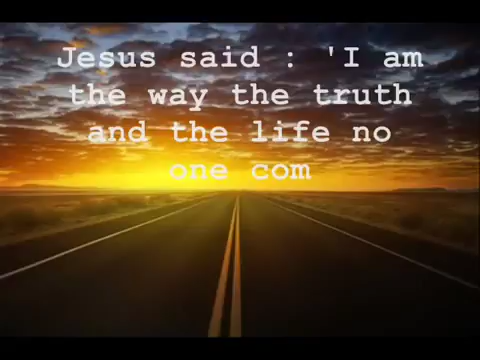 Jesus said : 'I am
the way the truth
and the life no
one com